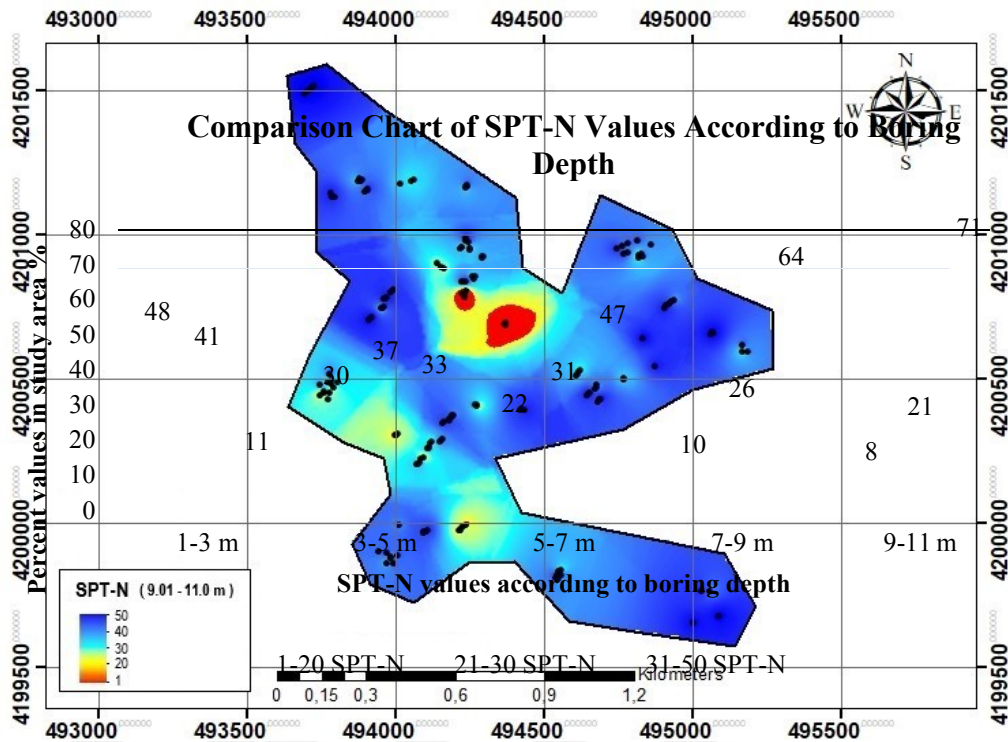 493000 493500 494000 494500 495000 495500
N
W E
S
4201500 4201500
Comparison Chart of SPT-N Values According to Boring
Depth
4201000 4201000
80 71
70 64
60 48 47
50 41
40 37 33 31
30 30 22 26 21
20 11 10 8
10
0
4200500 4200500
4200000 4200000
Percent values in study area %
1-3 m 3-5 m 5-7 m 7-9 m 9-11 m
SPT-N values according to boring depth
SPT-N ( 9.01 - 11.0 m )
50
40
30
20
1
1-20 SPT-N 21-30 SPT-N 31-50 SPT-N
Kilometers
0 0,15 0,3 0,6 0,9 1,2
4199500 4199500
493000 493500 494000 494500 495000 495500